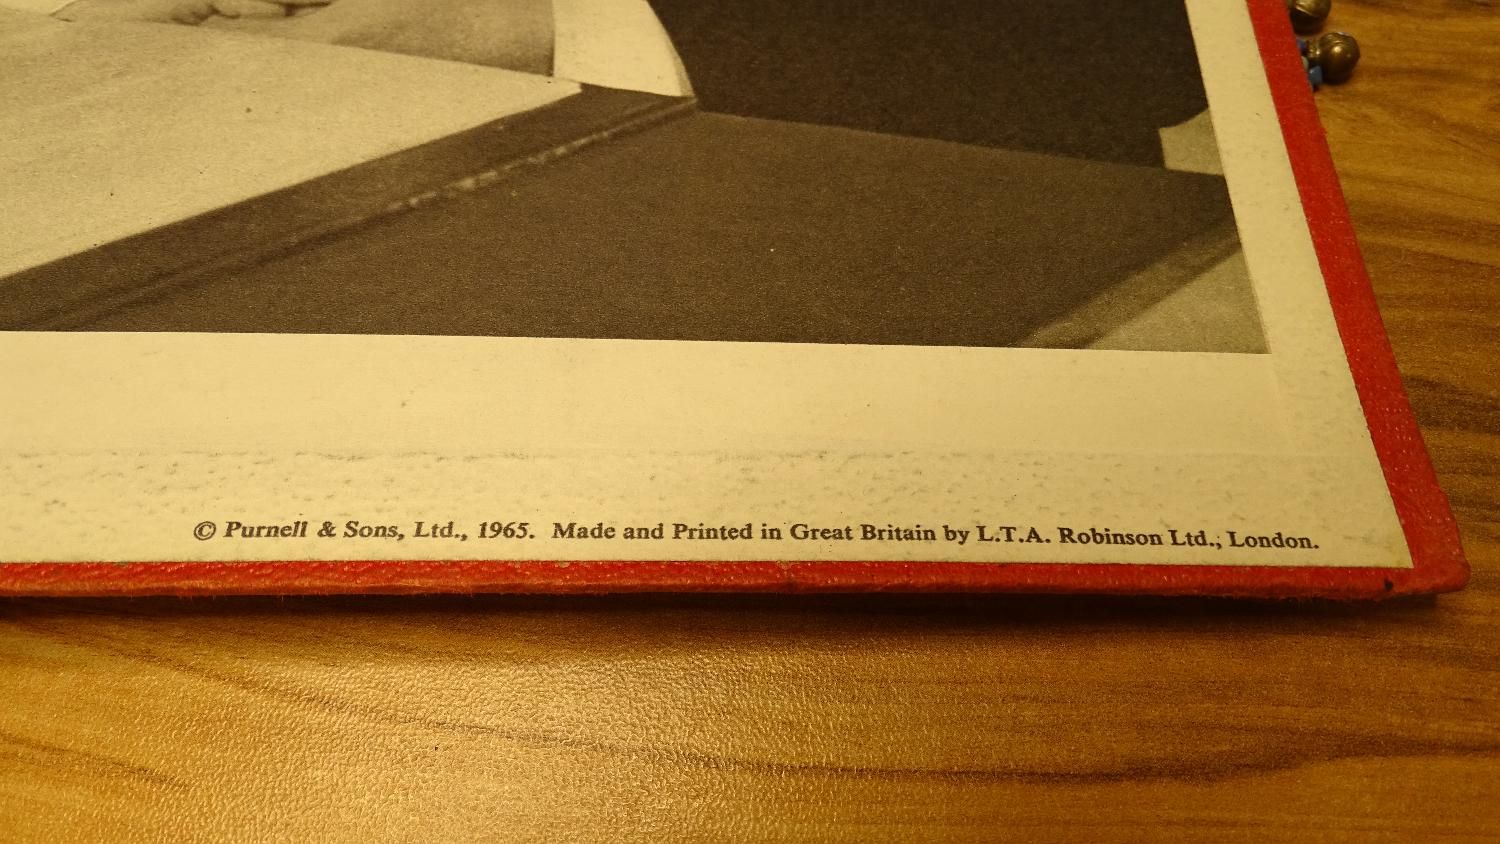 © Purnell & Sons, Ltd., 1965. Made and Printed in Great Britain by L.T.A. Robinson Ltd., London.